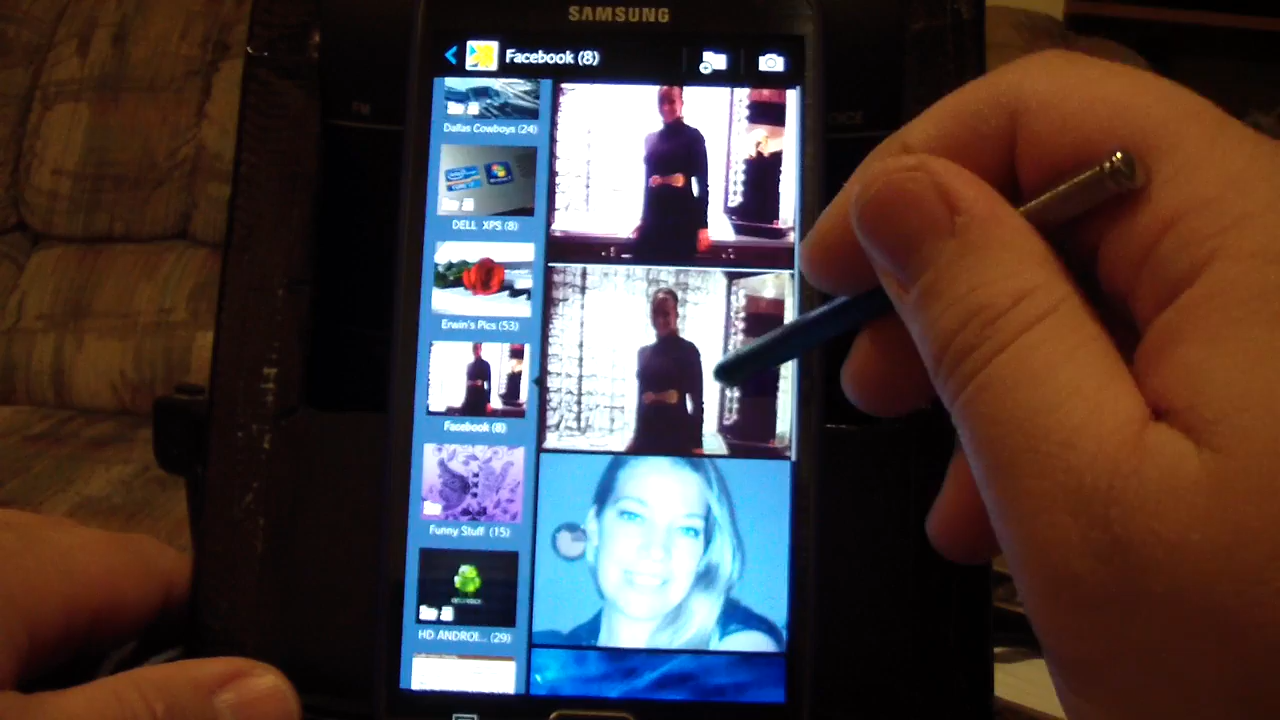 SAMSUNG
Facebook (8)
Dallas Cowboys (24)
DELL XPS (8)
Erwin's Pics (53)
Facebook (8)
Funny Stuff (15)
HD ANDROI... (29)